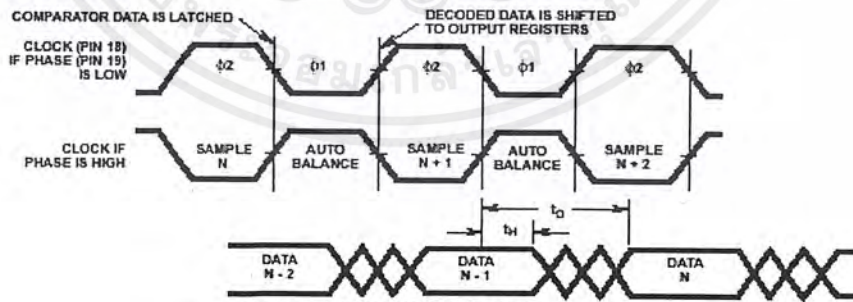 COMPARATOR DATA IS LATCHED
DECODED DATA IS SHIFTED
TO OUTPUT REGISTERS
CLOCK (PIN 18)
IF PHASE (PIN 19)
IS LOW
ϕ2
ϕ1
ϕ2
ϕ1
ϕ2
CLOCK IF
PHASE IS HIGH
SAMPLE
N
AUTO
BALANCE
SAMPLE
N + 1
AUTO
BALANCE
SAMPLE
N + 2
tD
tH
DATA
N - 2
DATA
N - 1
DATA
N